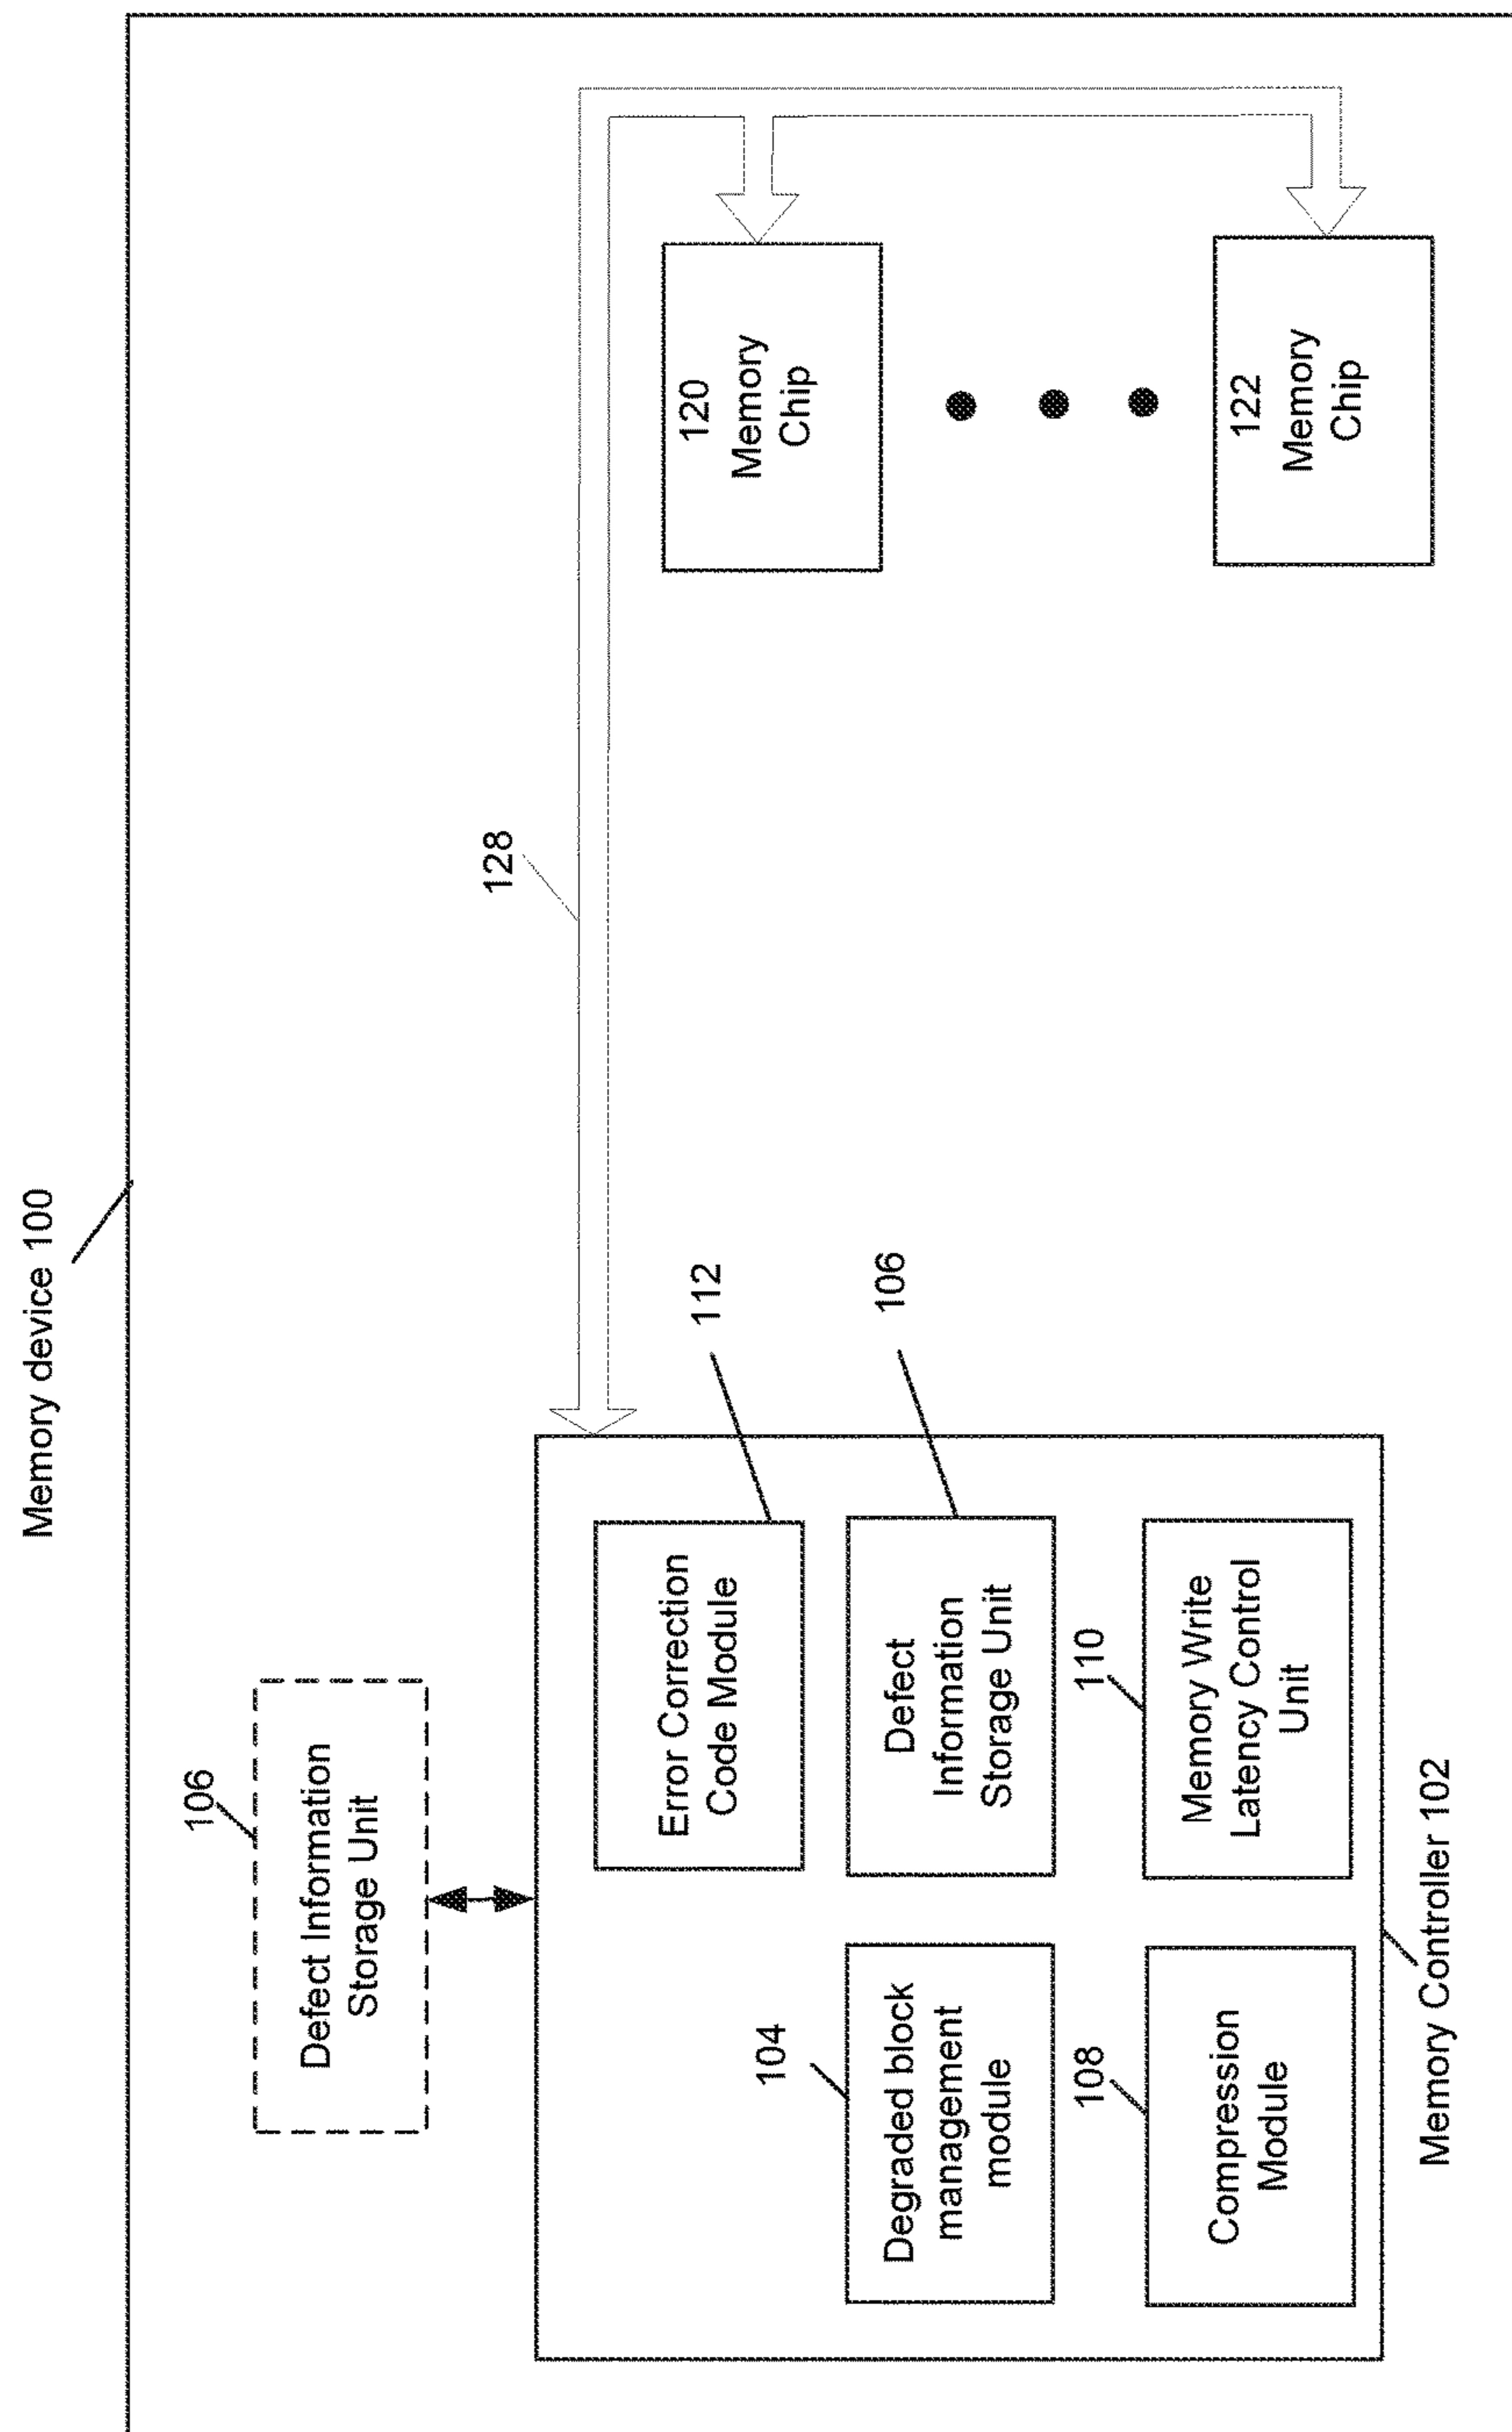 Memory device 100
106
Defect Information
Storage Unit
128
112
Error Correction
Code Module
106
104
Degraded block
management
module
Defect
Information
Storage Unit
108
Compression
Module
110
Memory Write
Latency Control
Unit
Memory Controller 102
120
Memory
Chip
122
Memory
Chip